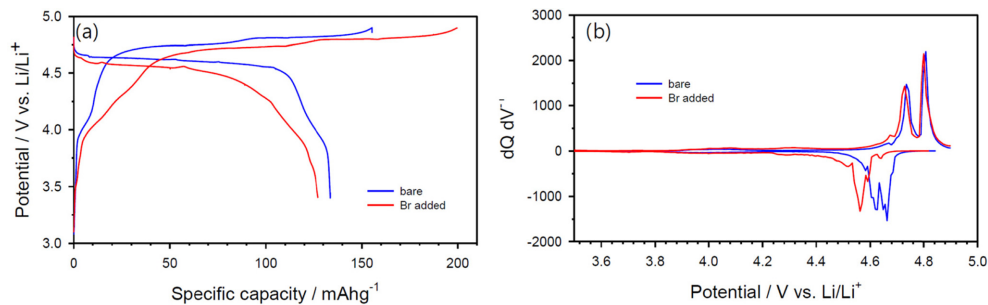 (a)
Potential / V vs. Li/Li+
5.0
4.5
4.0
3.5
3.0
bare
Br added
0
50
100
150
200
Specific capacity / mAhg-1
(b)
dQ dV-1
3000
2000
1000
0
-1000
-2000
bare
Br added
3.6
3.8
4.0
4.2
4.4
4.6
4.8
5.0
Potential / V vs. Li/Li+